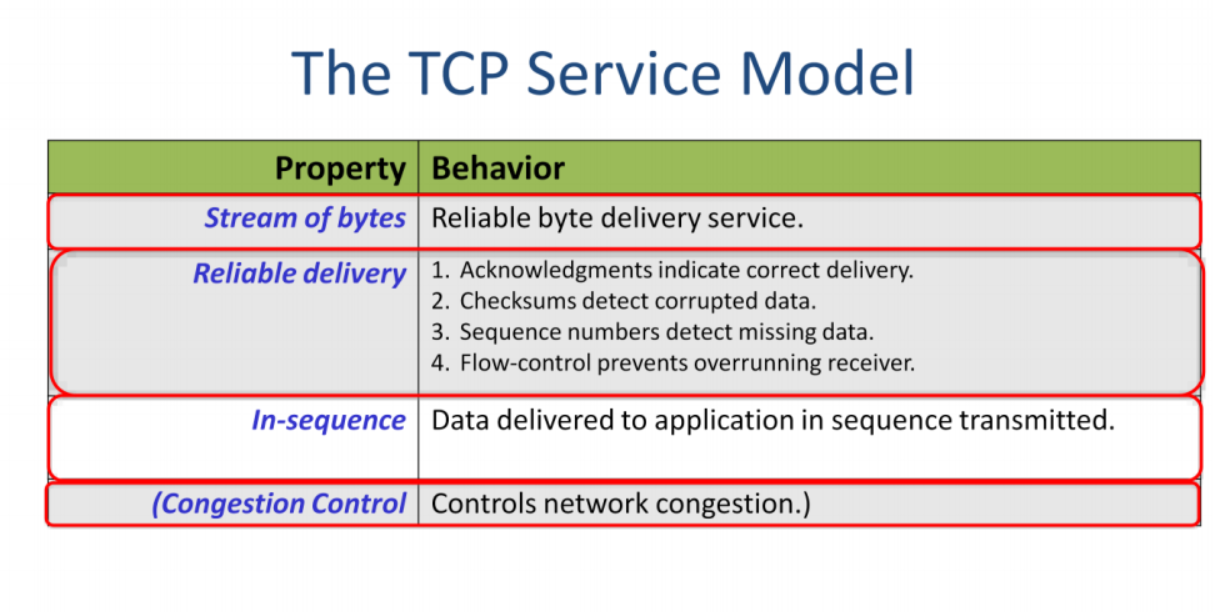 The TCP Service Model
Property Behavior
Stream of bytes Reliable byte delivery service.
Reliable delivery 1. Acknowledgments indicate correct delivery.
2. Checksums detect corrupted data.
3. Sequence numbers detect missing data.
4. Flow-control prevents overrunning receiver.
In-sequence Data delivered to application in sequence transmitted.
(Congestion Control Controls network congestion.)